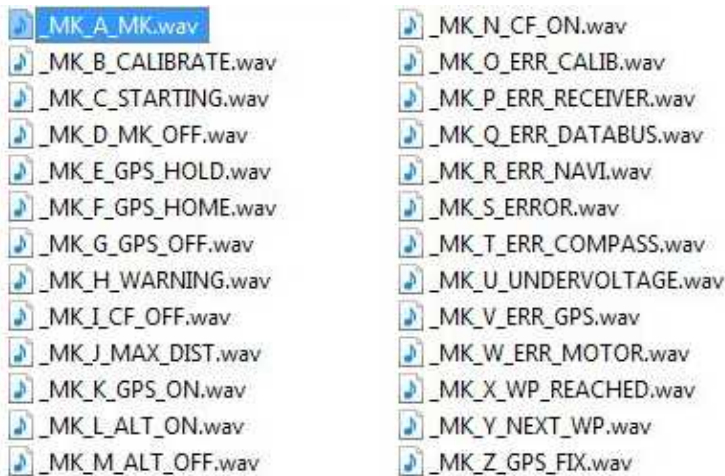 _MK_A_MK.wav
_MK_B_CALIBRATE.wav
_MK_C_STARTING.wav
_MK_D_MK_OFF.wav
_MK_E_GPS_HOLD.wav
_MK_F_GPS_HOME.wav
_MK_G_GPS_OFF.wav
_MK_H_WARNING.wav
_MK_I_CF_OFF.wav
_MK_J_MAX_DIST.wav
_MK_K_GPS_ON.wav
_MK_L_ALT_ON.wav
_MK_M_ALT_OFF.wav
_MK_N_CF_ON.wav
_MK_O_ERR_CALIB.wav
_MK_P_ERR_RECEIVER.wav
_MK_Q_ERR_DATABUS.wav
_MK_R_ERR_NAVI.wav
_MK_S_ERROR.wav
_MK_T_ERR_COMPASS.wav
_MK_U_UNDERVOLTAGE.wav
_MK_V_ERR_GPS.wav
_MK_W_ERR_MOTOR.wav
_MK_X_WP_REACHED.wav
_MK_Y_NEXT_WP.wav
_MK_Z_GPS_FIX.wav